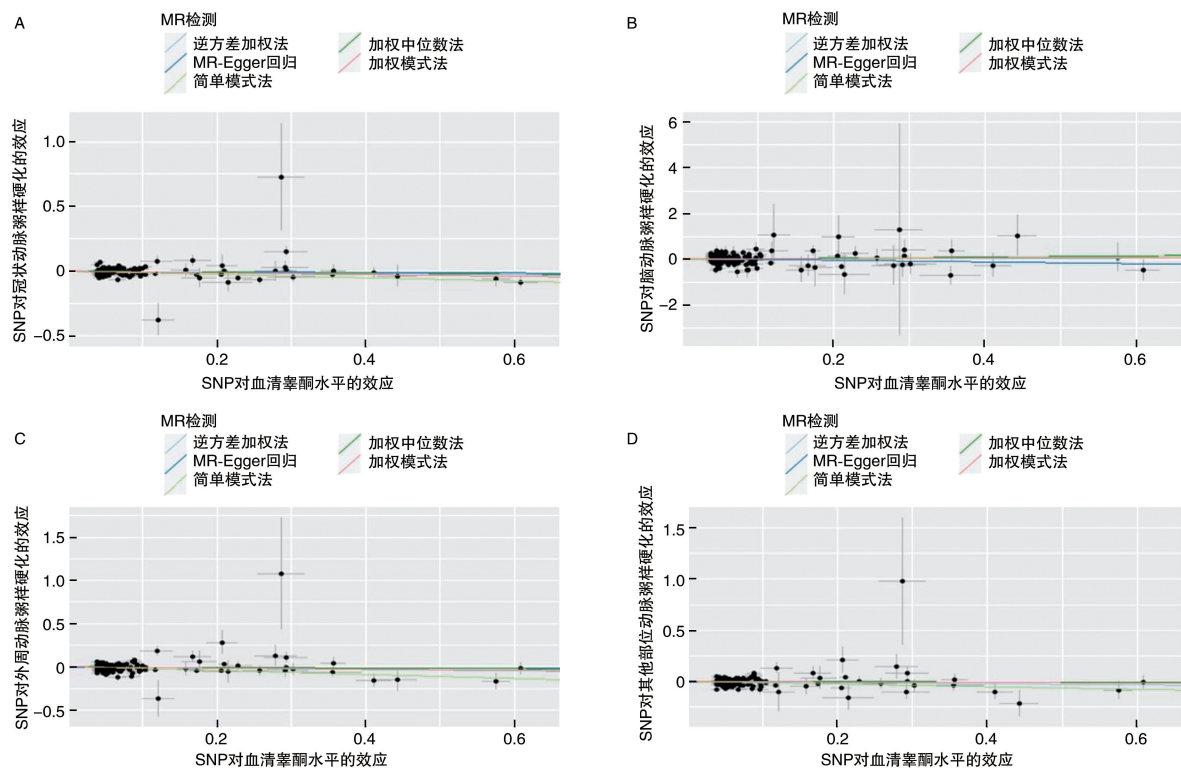 A
MR检测
逆方差加权法
MR-Egger回归
简单模式法
加权中位数法
加权模式法
SNP对冠状动脉粥样硬化的效应
1.0
0.5
0
−0.5
0.2
0.4
0.6
SNP对血清睾酮水平的效应
B
MR检测
逆方差加权法
MR-Egger回归
简单模式法
加权中位数法
加权模式法
SNP对脑动脉粥样硬化的效应
6
4
2
0
−2
0.2
0.4
0.6
SNP对血清睾酮水平的效应
C
MR检测
逆方差加权法
MR-Egger回归
简单模式法
加权中位数法
加权模式法
SNP对外周动脉粥样硬化的效应
1.5
1.0
0.5
0
−0.5
0.2
0.4
0.6
SNP对血清睾酮水平的效应
D
MR检测
逆方差加权法
MR-Egger回归
简单模式法
加权中位数法
加权模式法
SNP对其他部位动脉粥样硬化的效应
1.5
1.0
0.5
0
0.2
0.4
0.6
SNP对血清睾酮水平的效应